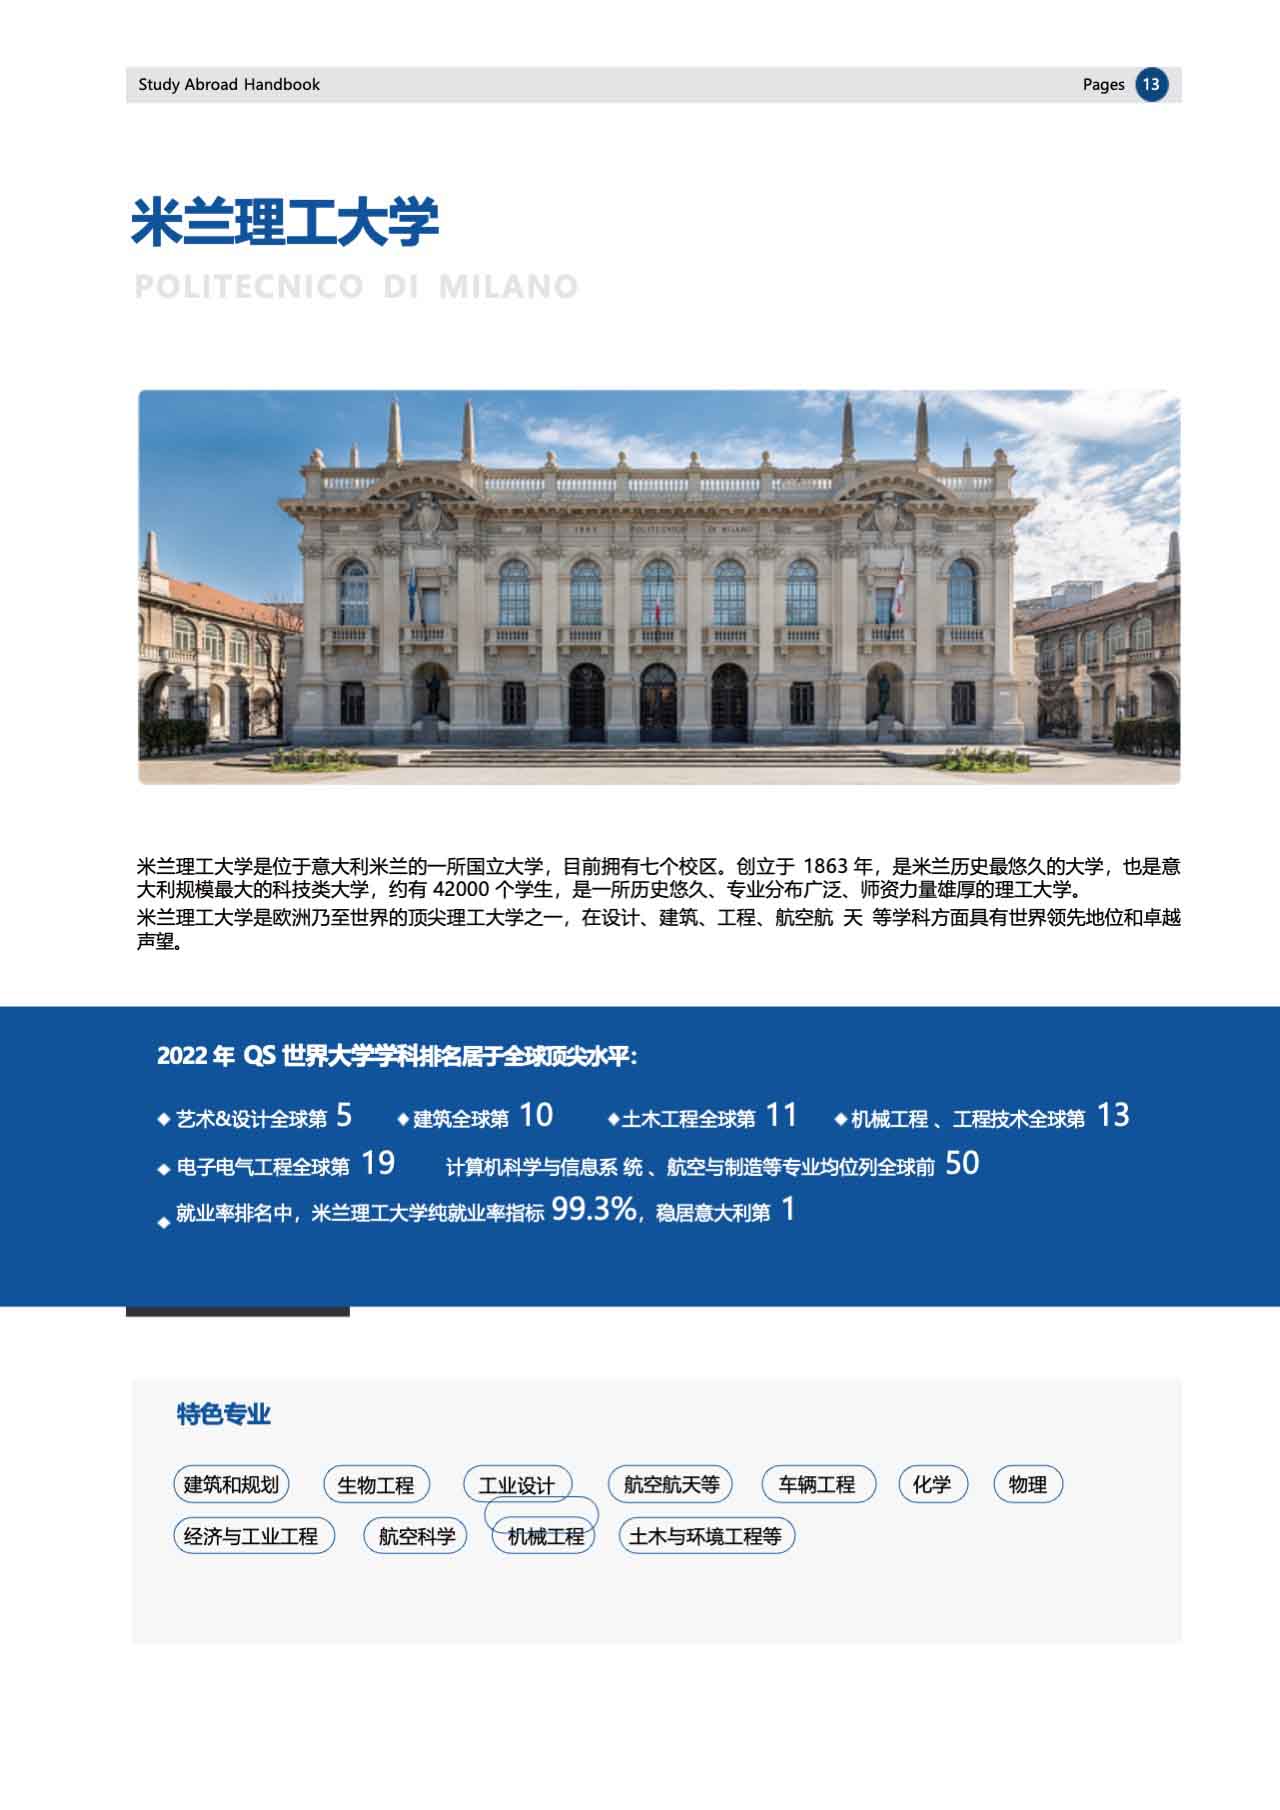 Study Abroad Handbook Pages 13
米兰理工大学
POLITECNICO DI MILANO
1863 POLITECNICO DI MILANO
米兰理工大学是位于意大利米兰的一所国立大学，目前拥有七个校区。创立于 1863 年，是米兰历史最悠久的大学，也是意
大利规模最大的科技类大学，约有 42000 个学生，是一所历史悠久、专业分布广泛、师资力量雄厚的理工大学。
米兰理工大学是欧洲乃至世界的顶尖理工大学之一，在设计、建筑、工程、航空航 天 等学科方面具有世界领先地位和卓越
声望。
2022 年 QS 世界大学学科排名居于全球顶尖水平：
◆ 艺术&设计全球第 5 ◆ 建筑全球第 10 ◆ 土木工程全球第 11 ◆ 机械工程 、工程技术全球第 13
◆ 电子电气工程全球第 19 计算机科学与信息系 统 、航空与制造等专业均位列全球前 50
◆ 就业率排名中，米兰理工大学纯就业率指标 99.3%，稳居意大利第 1
特色专业
建筑和规划 生物工程 工业设计 航空航天等 车辆工程 化学 物理
经济与工业工程 航空科学 机械工程 土木与环境工程等